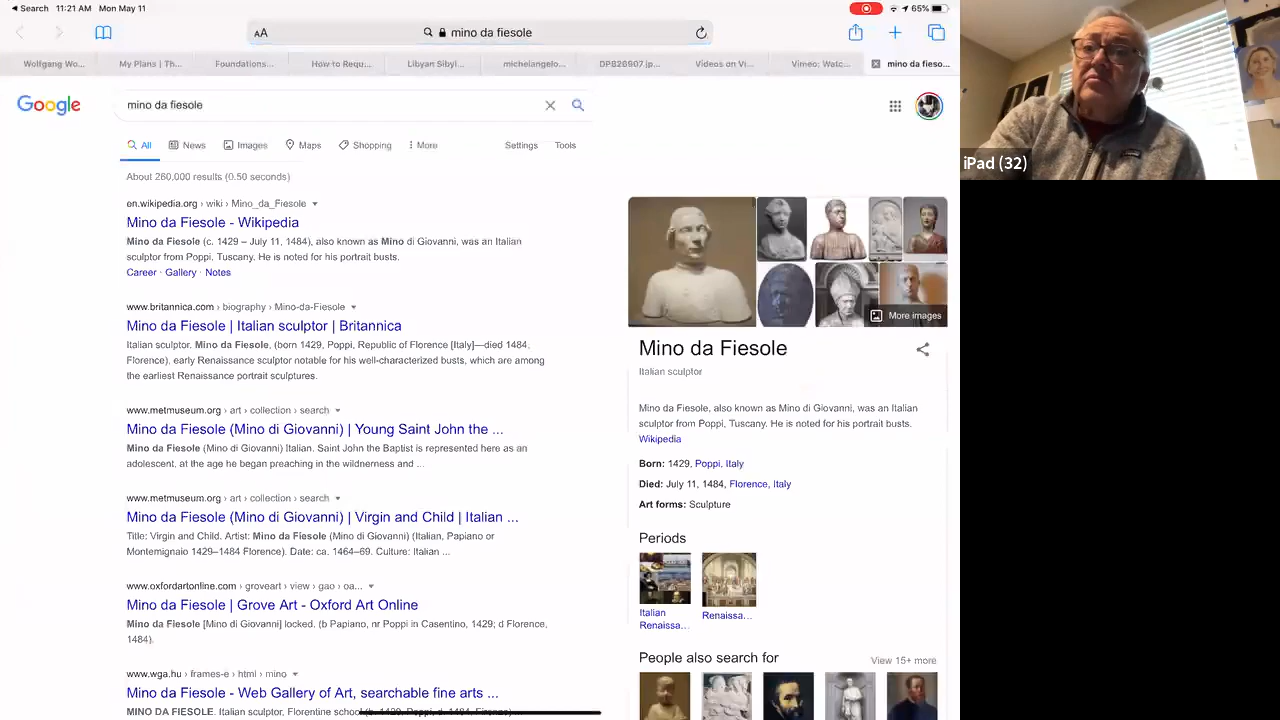 Search 11:21 AM Mon May 11 65%
AA mino da fiesole
Wolfgang Wo... My Plans | Th... Foundations... How to Requ... Libyan Sibyl... michelangelo... DP826907.jp... Videos on Vi... Vimeo: Watc... mino da fieso...
Google mino da fiesole
All News Images Maps Shopping More Settings Tools
About 260,000 results (0.50 seconds)
en.wikipedia.org › wiki › Mino_da_Fiesole
Mino da Fiesole - Wikipedia
Mino da Fiesole (c. 1429 – July 11, 1484), also known as Mino di Giovanni, was an Italian
sculptor from Poppi, Tuscany. He is noted for his portrait busts.
Career · Gallery · Notes
www.britannica.com › biography › Mino-da-Fiesole
Mino da Fiesole | Italian sculptor | Britannica
Italian sculptor. Mino da Fiesole, (born 1429, Poppi, Republic of Florence [Italy]—died 1484,
Florence), early Renaissance sculptor notable for his well-characterized busts, which are among
the earliest Renaissance portrait sculptures.
www.metmuseum.org › art › collection › search
Mino da Fiesole (Mino di Giovanni) | Young Saint John the ...
Mino da Fiesole (Mino di Giovanni) Italian. Saint John the Baptist is represented here as an
adolescent, at the age he began preaching in the wildnerness and ...
www.metmuseum.org › art › collection › search
Mino da Fiesole (Mino di Giovanni) | Virgin and Child | Italian ...
Title: Virgin and Child. Artist: Mino da Fiesole (Mino di Giovanni) (Italian, Papiano or
Montemignaio 1429–1484 Florence). Date: ca. 1464–69. Culture: Italian ...
www.oxfordartonline.com › groveart › view › gao › oa...
Mino da Fiesole | Grove Art - Oxford Art Online
Mino da Fiesole [Mino di Giovanni] locked. (b Papiano, nr Poppi in Casentino, 1429; d Florence,
1484).
www.wga.hu › frames-e › html › mino
Mino da Fiesole - Web Gallery of Art, searchable fine arts ...
MINO DA FIESOLE. Italian sculptor, Florentine school (b. 1429, Poppi, d. 1484, Firenze)
More images
Mino da Fiesole
Italian sculptor
Mino da Fiesole, also known as Mino di Giovanni, was an Italian
sculptor from Poppi, Tuscany. He is noted for his portrait busts.
Wikipedia
Born: 1429, Poppi, Italy
Died: July 11, 1484, Florence, Italy
Art forms: Sculpture
Periods
Italian
Renaissa...
Renaissa...
People also search for View 15+ more
iPad (32)